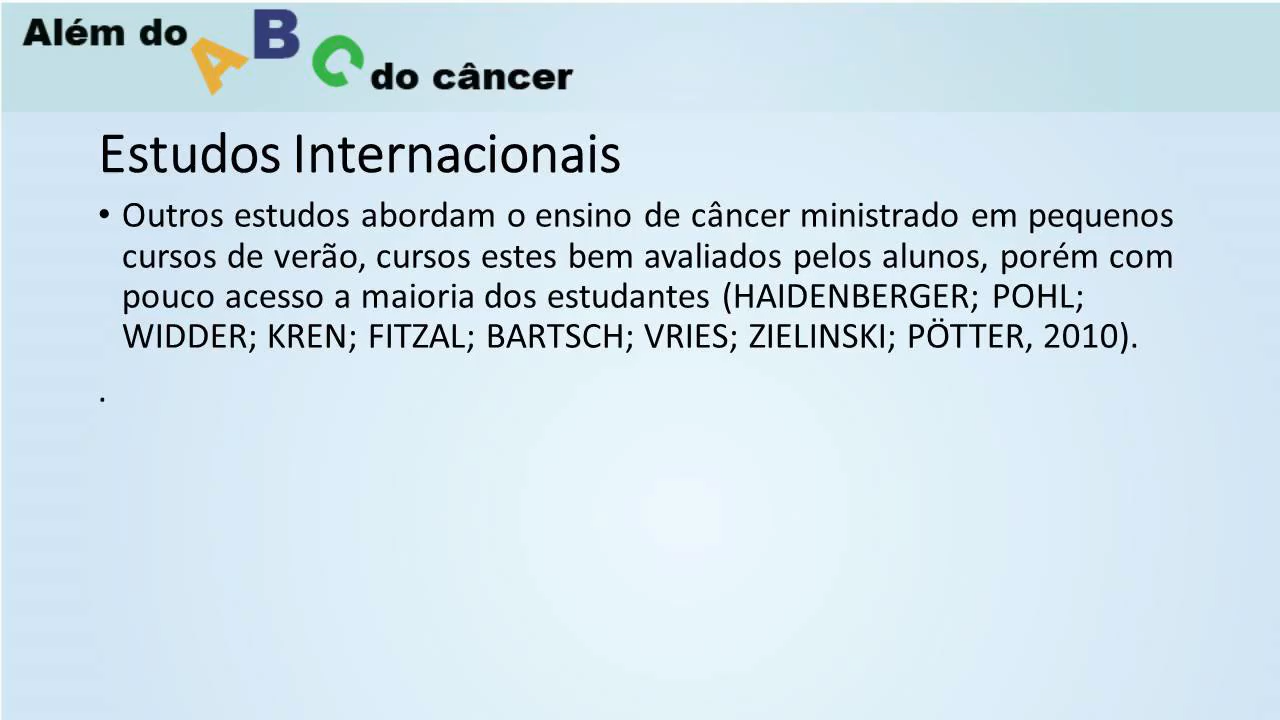 Além do ABC do câncer
Estudos Internacionais
• Outros estudos abordam o ensino de câncer ministrado em pequenos
cursos de verão, cursos estes bem avaliados pelos alunos, porém com
pouco acesso a maioria dos estudantes (HAIDENBERGER; POHL;
WIDDER; KREN; FITZAL; BARTSCH; VRIES; ZIELINSKI; PÖTTER, 2010).
.